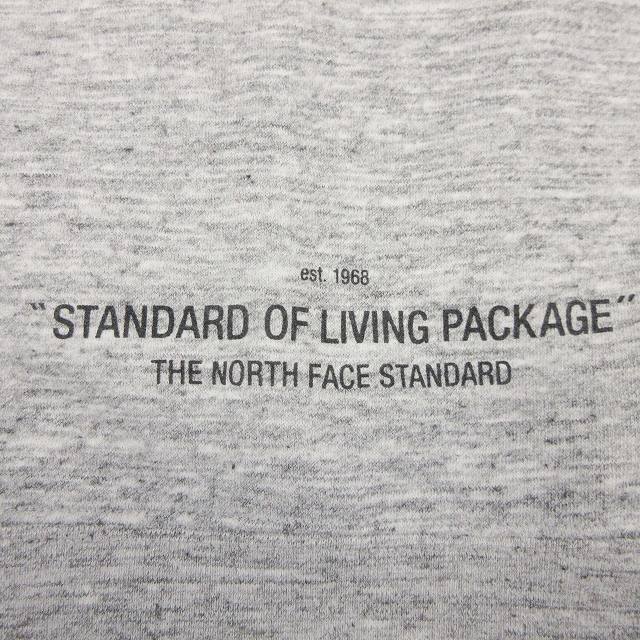 est. 1968
"STANDARD OF LIVING PACKAGE"
THE NORTH FACE STANDARD